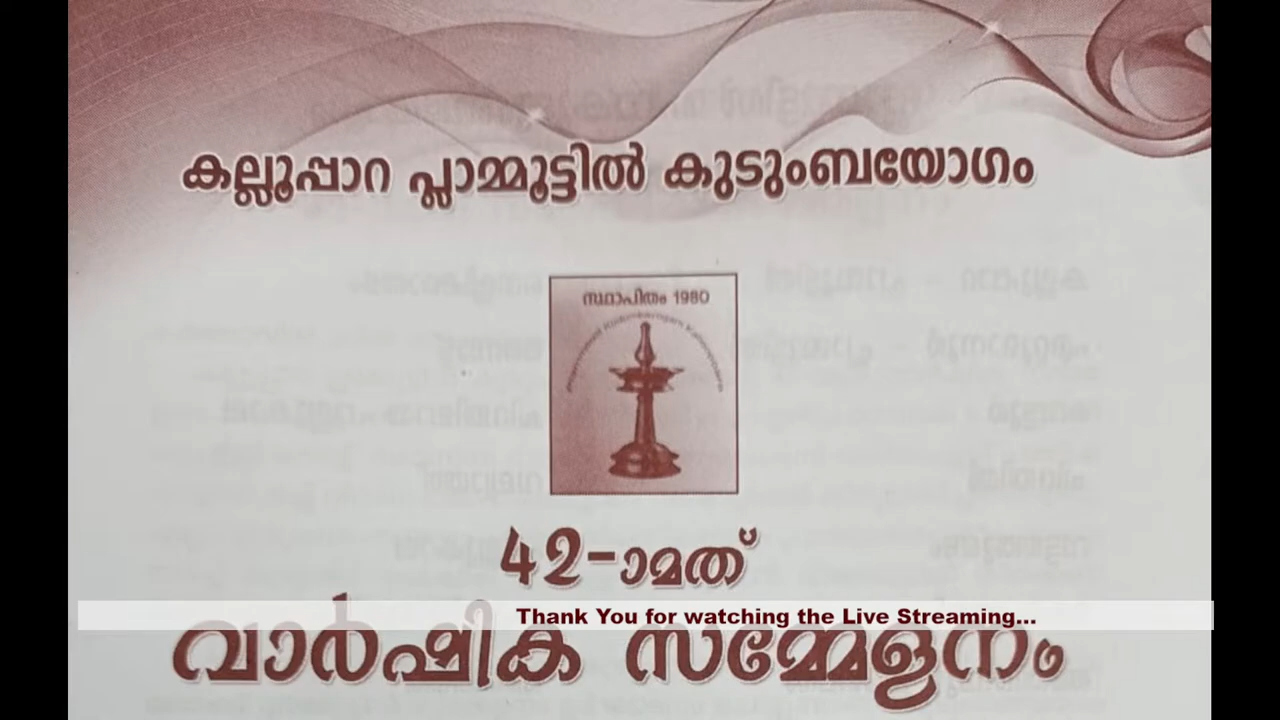 കല്ലൂപ്പാറ പ്ലാമ്മൂട്ടിൽ കുടുംബയോഗം
സ്ഥാപിതം 1980
42-ാമത്
Thank You for watching the Live Streaming...
വാർഷിക സമ്മേളനം